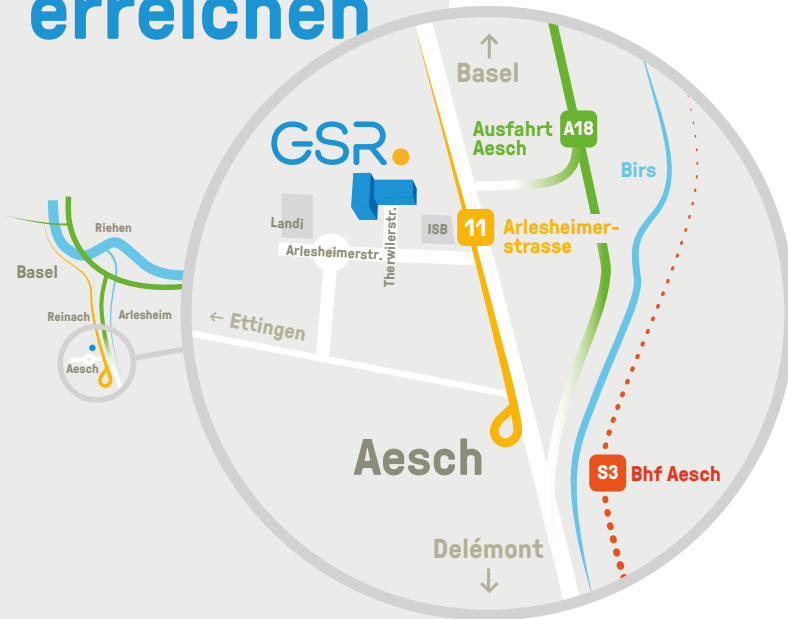 erreichen
↑
Basel
Ausfahrt
Aesch
A18
GSR.
Birs
Landi
ISB
11
Arlesheimer-
strasse
Arlesheimerstr.
Therwilerstr.
← Ettingen
Riehen
Basel
Reinach
Arlesheim
Aesch
Aesch
S3
Bhf Aesch
Delémont
↓